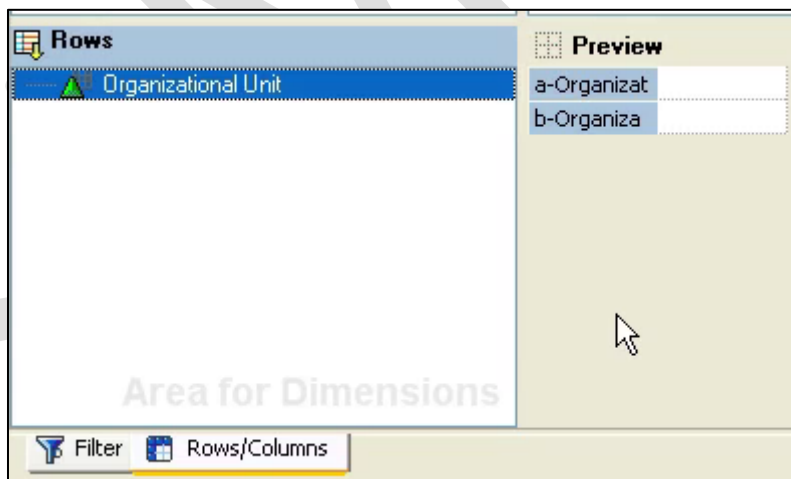 Rows
Organizational Unit
Area for Dimensions
Preview
a-Organizat
b-Organiza
Filter
Rows/Columns